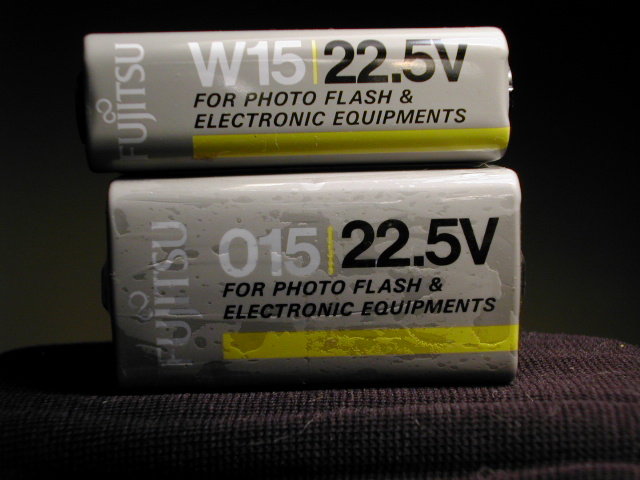 FUJITSU
W15 22.5V
FOR PHOTO FLASH &
ELECTRONIC EQUIPMENTS
FUJITSU
015 22.5V
FOR PHOTO FLASH &
ELECTRONIC EQUIPMENTS